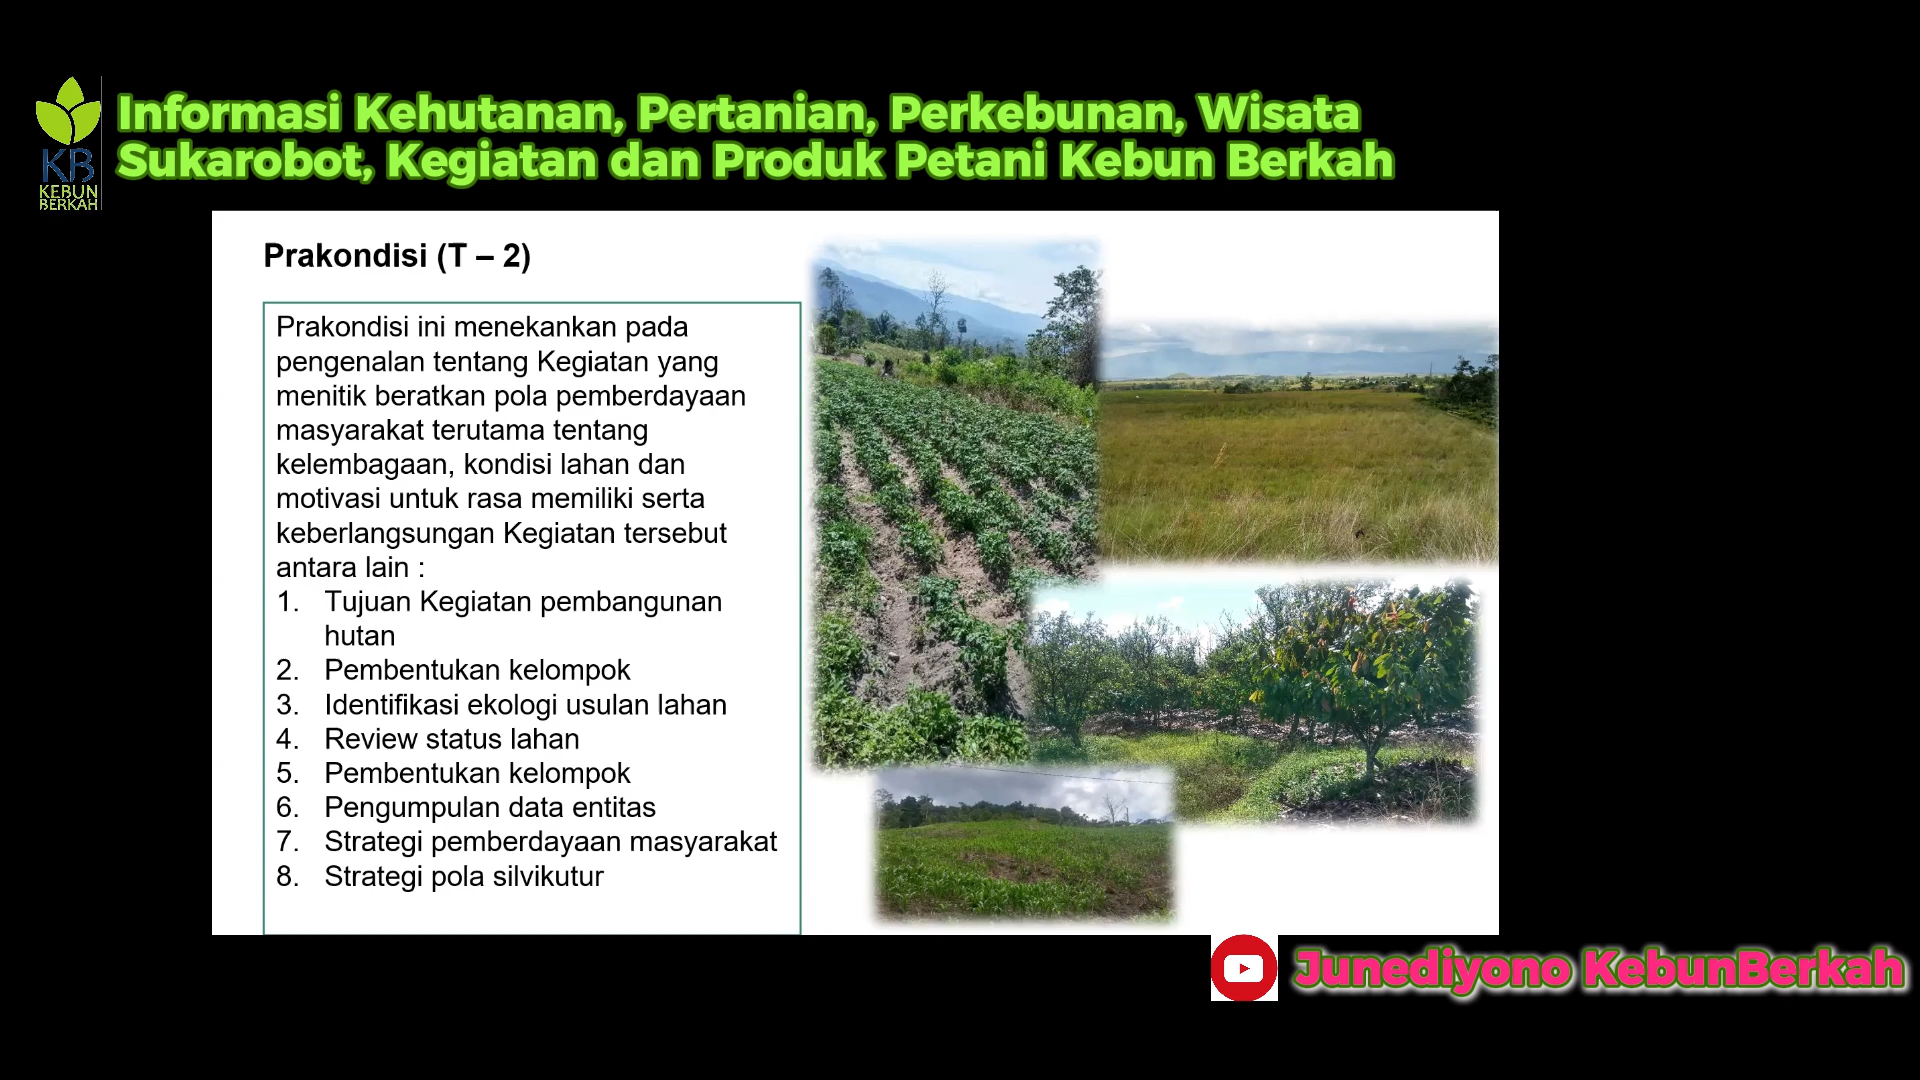 Informasi Kehutanan, Pertanian, Perkebunan, Wisata
Sukarobot, Kegiatan dan Produk Petani Kebun Berkah
KB
KEBUN
BERKAH
Prakondisi (T – 2)
Prakondisi ini menekankan pada
pengenalan tentang Kegiatan yang
menitik beratkan pola pemberdayaan
masyarakat terutama tentang
kelembagaan, kondisi lahan dan
motivasi untuk rasa memiliki serta
keberlangsungan Kegiatan tersebut
antara lain :
1. Tujuan Kegiatan pembangunan
hutan
2. Pembentukan kelompok
3. Identifikasi ekologi usulan lahan
4. Review status lahan
5. Pembentukan kelompok
6. Pengumpulan data entitas
7. Strategi pemberdayaan masyarakat
8. Strategi pola silvikutur
Junediyono KebunBerkah